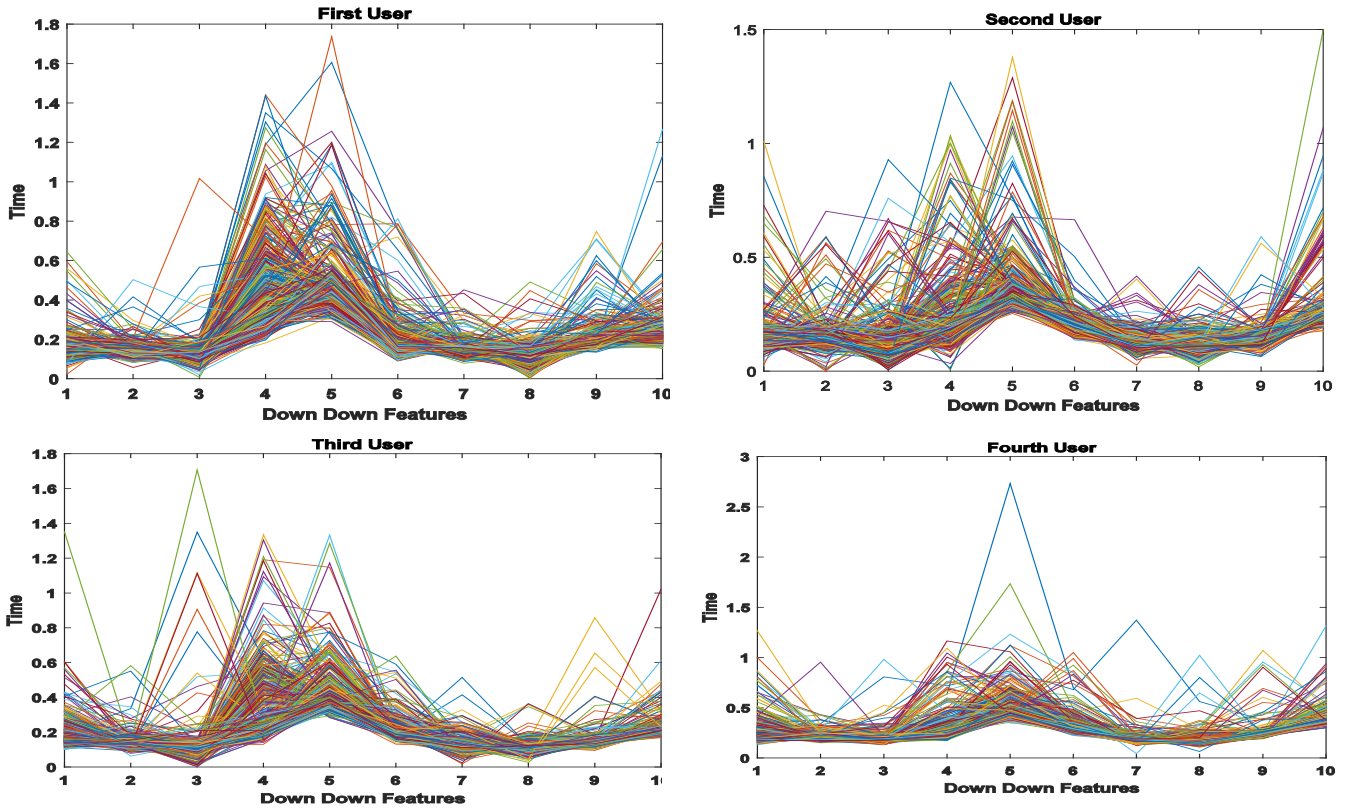 First User
1.8
1.6
1.4
1.2
1
0.8
0.6
0.4
0.2
0
Time
1 2 3 4 5 6 7 8 9 10
Down Down Features
Second User
1.5
1
0.5
0
Time
1 2 3 4 5 6 7 8 9 10
Down Down Features
Third User
1.8
1.6
1.4
1.2
1
0.8
0.6
0.4
0.2
0
Time
1 2 3 4 5 6 7 8 9 10
Down Down Features
Fourth User
3
2.5
2
1.5
1
0.5
0
Time
1 2 3 4 5 6 7 8 9 10
Down Down Features